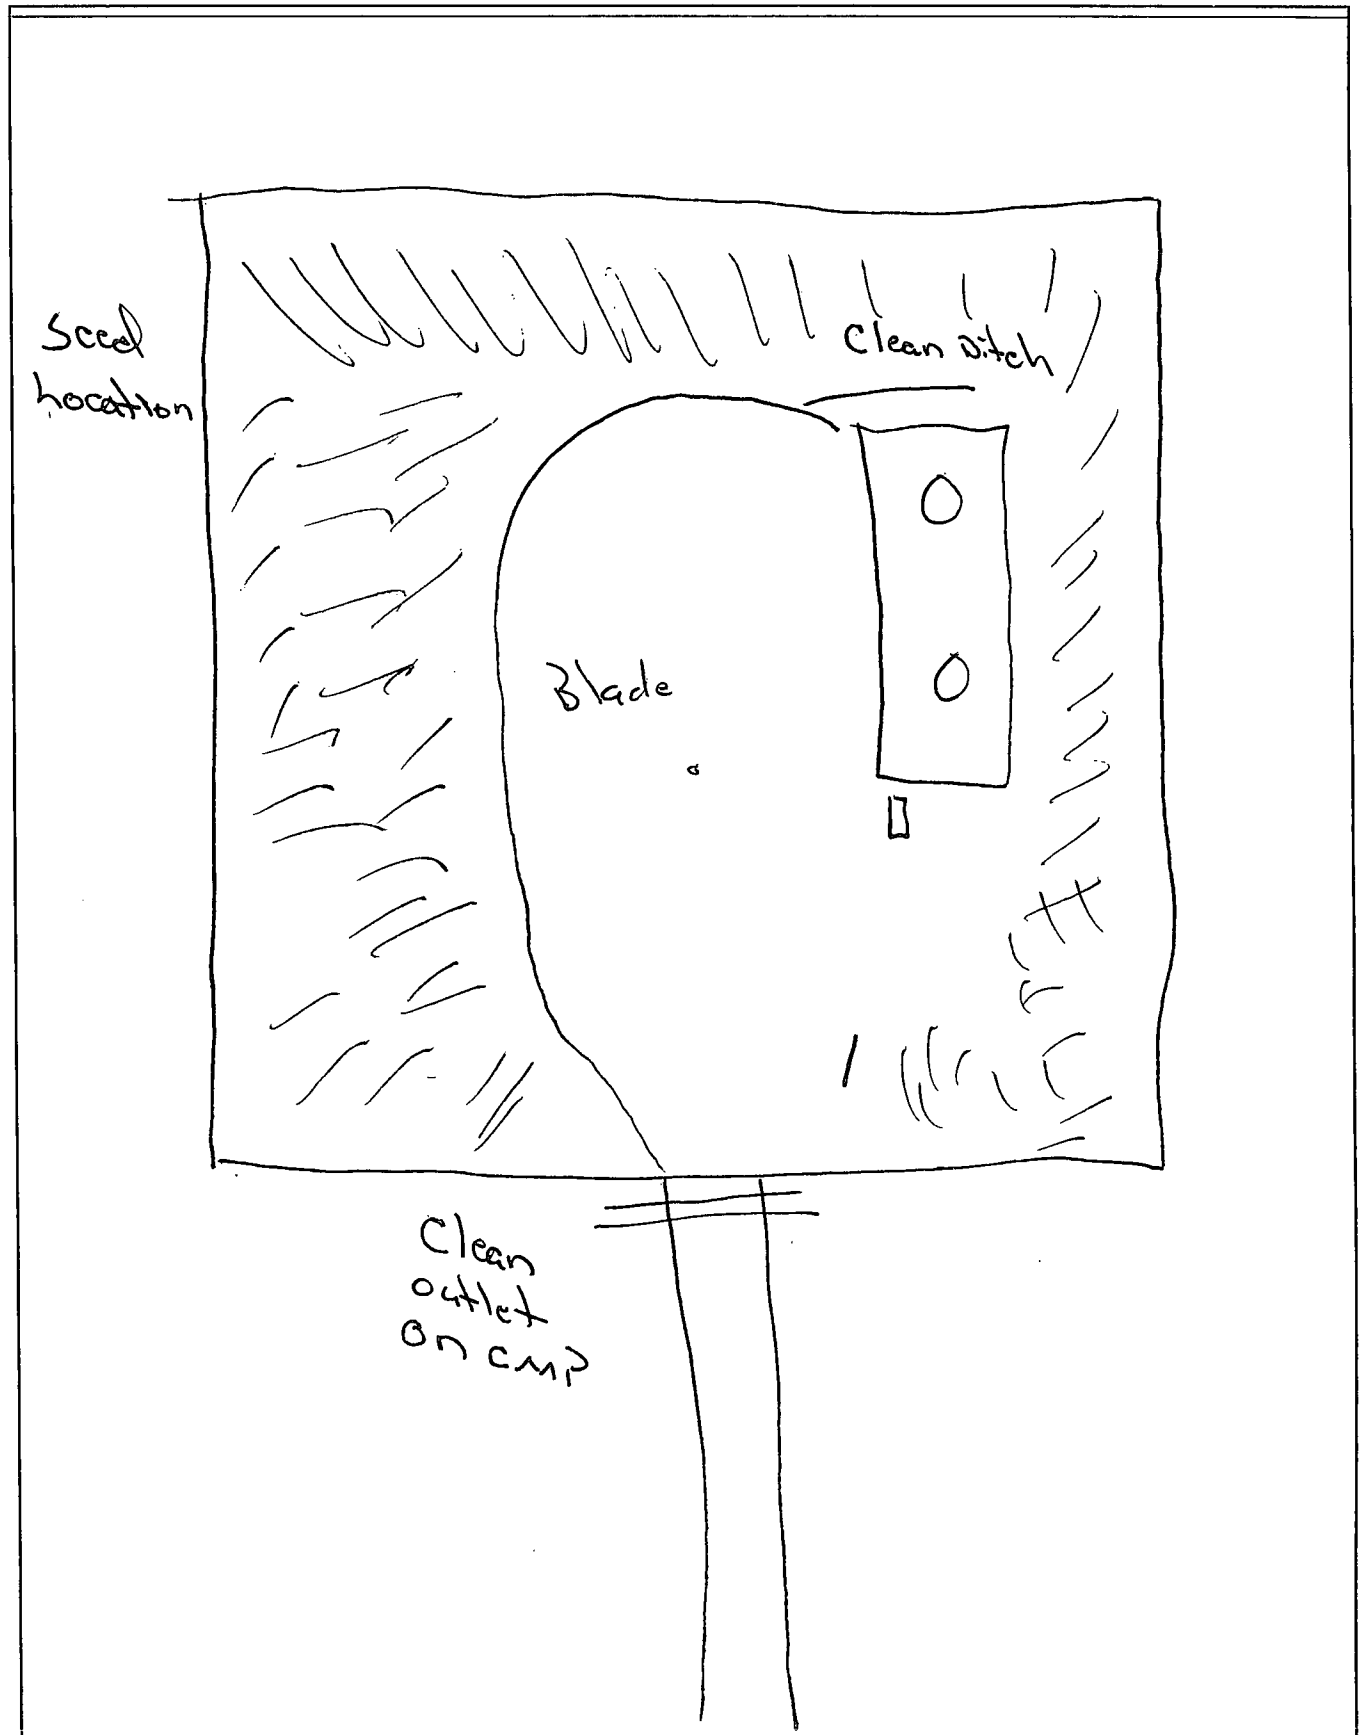 Seed
Location
Clean Ditch
Blade
Clean
outlet
on CMP